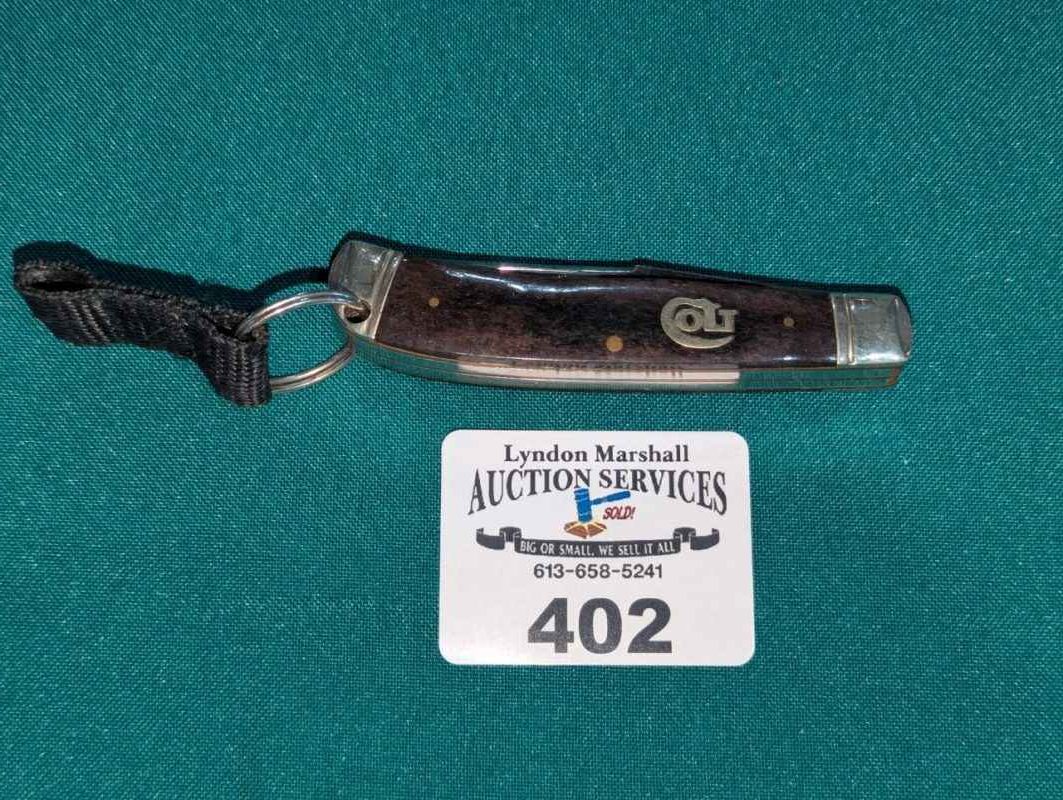 COLT
Lyndon Marshall
AUCTION SERVICES
SOLD!
BIG OR SMALL, WE SELL IT ALL
613-658-5241
402